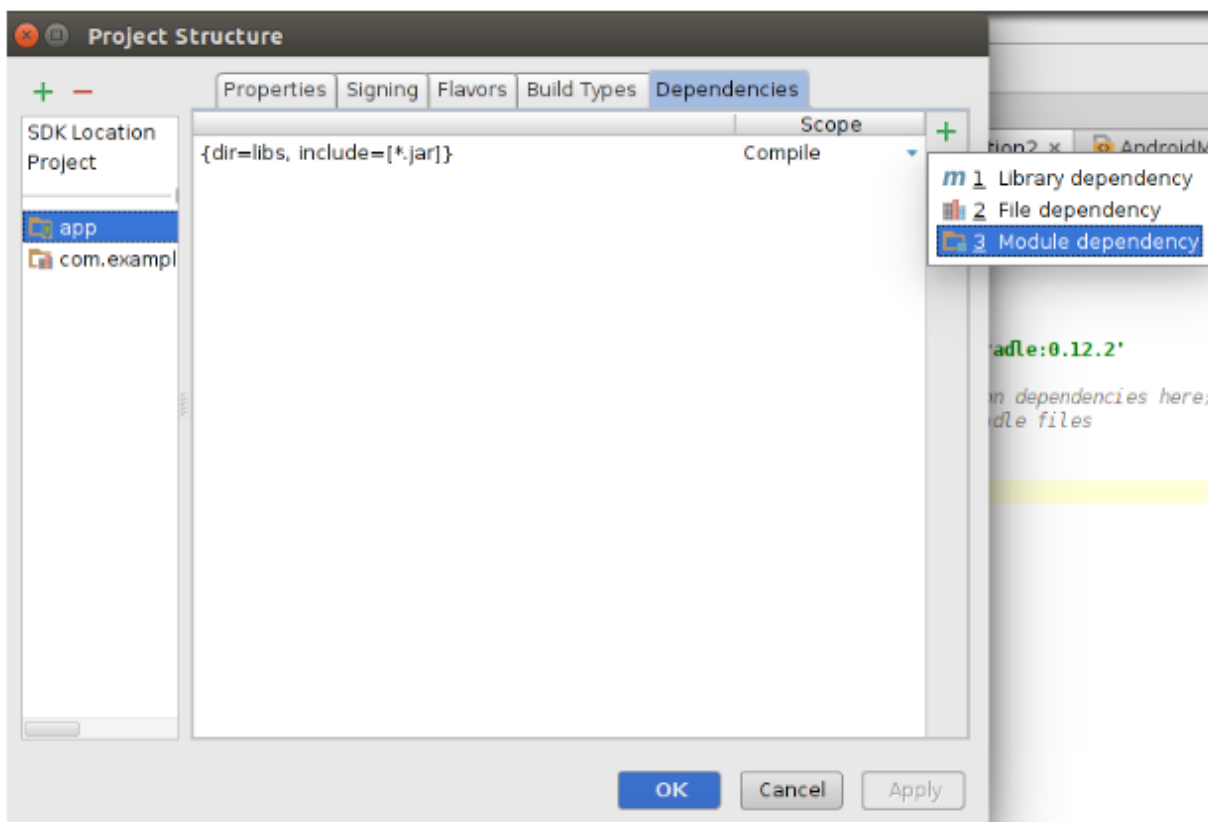 Project Structure
Properties Signing Flavors Build Types Dependencies
SDK Location
Project
app
com.exampl
Scope
{dir=libs, include=[*.jar]} Compile
tion2 × AndroidM
m 1 Library dependency
2 File dependency
3 Module dependency
adle:0.12.2'
on dependencies here;
dle files
OK Cancel Apply